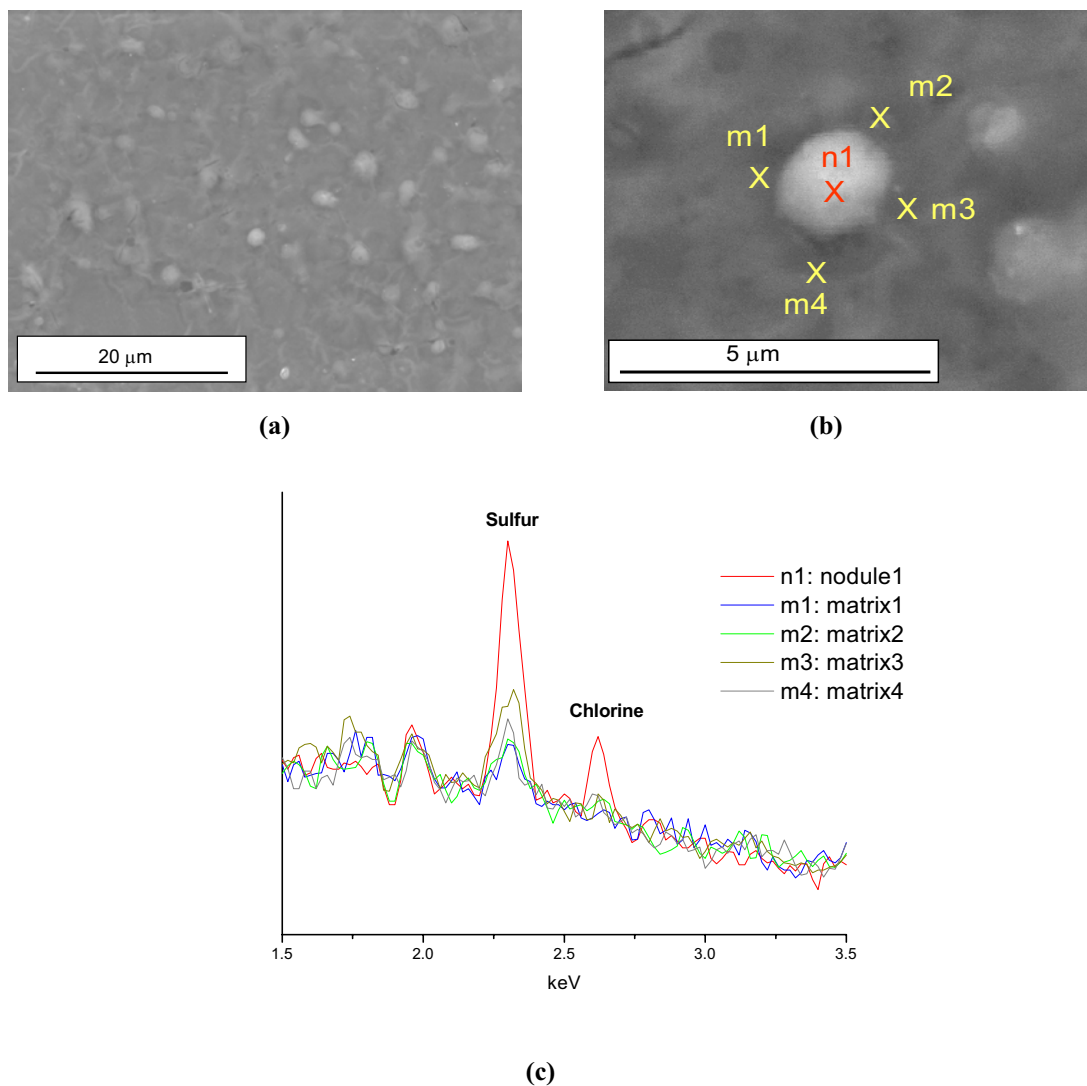 20 μm
(a)
m2
m1
n1
X
X
X
X
m3
X
m4
5 μm
(b)
Sulfur
Chlorine
n1: nodule1
m1: matrix1
m2: matrix2
m3: matrix3
m4: matrix4
1.5 2.0 2.5 3.0 3.5
keV
(c)